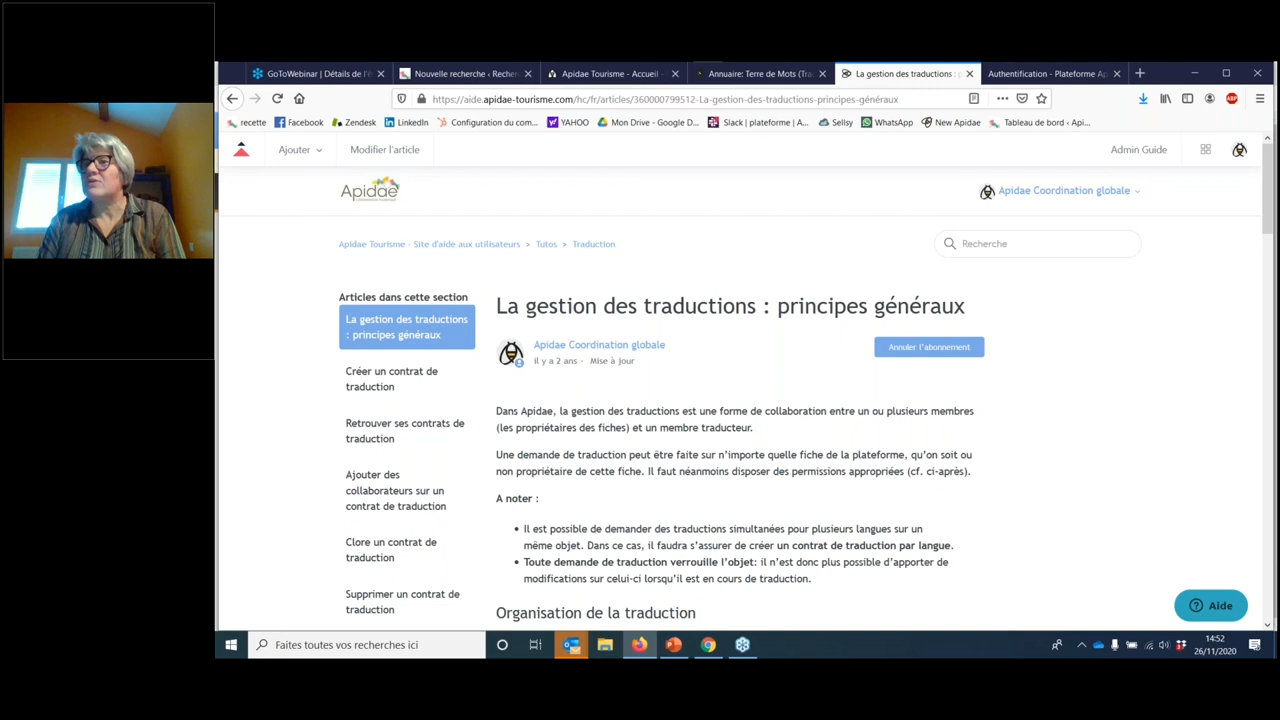 GoToWebinar | Détails de l'é
Nouvelle recherche ‹ Recher
Apidae Tourisme - Accueil
Annuaire: Terre de Mots (Tra
La gestion des traductions :
Authentification - Plateforme Ap
https://aide.apidae-tourisme.com/hc/fr/articles/360000799512-La-gestion-des-traductions-principes-généraux
ABP
recette
Facebook
Zendesk
LinkedIn
Configuration du com...
YAHOO
Mon Drive - Google D...
Slack | plateforme | A...
Sellsy
WhatsApp
New Apidae
Tableau de bord ‹ Api...
Ajouter
Modifier l'article
Admin Guide
Apidae
Apidae Coordination globale
Apidae Tourisme - Site d'aide aux utilisateurs > Tutos > Traduction
Recherche
Articles dans cette section
La gestion des traductions
: principes généraux
Créer un contrat de
traduction
Retrouver ses contrats de
traduction
Ajouter des
collaborateurs sur un
contrat de traduction
Clore un contrat de
traduction
Supprimer un contrat de
traduction
La gestion des traductions : principes généraux
Apidae Coordination globale
il y a 2 ans · Mise à jour
Annuler l'abonnement
Dans Apidae, la gestion des traductions est une forme de collaboration entre un ou plusieurs membres
(les propriétaires des fiches) et un membre traducteur.
Une demande de traduction peut être faite sur n'importe quelle fiche de la plateforme, qu'on soit ou
non propriétaire de cette fiche. Il faut néanmoins disposer des permissions appropriées (cf. ci-après).
A noter :
• Il est possible de demander des traductions simultanées pour plusieurs langues sur un
même objet. Dans ce cas, il faudra s'assurer de créer un contrat de traduction par langue.
• Toute demande de traduction verrouille l'objet: il n'est donc plus possible d'apporter de
modifications sur celui-ci lorsqu'il est en cours de traduction.
Organisation de la traduction
Aide
Faites toutes vos recherches ici
14:52
26/11/2020